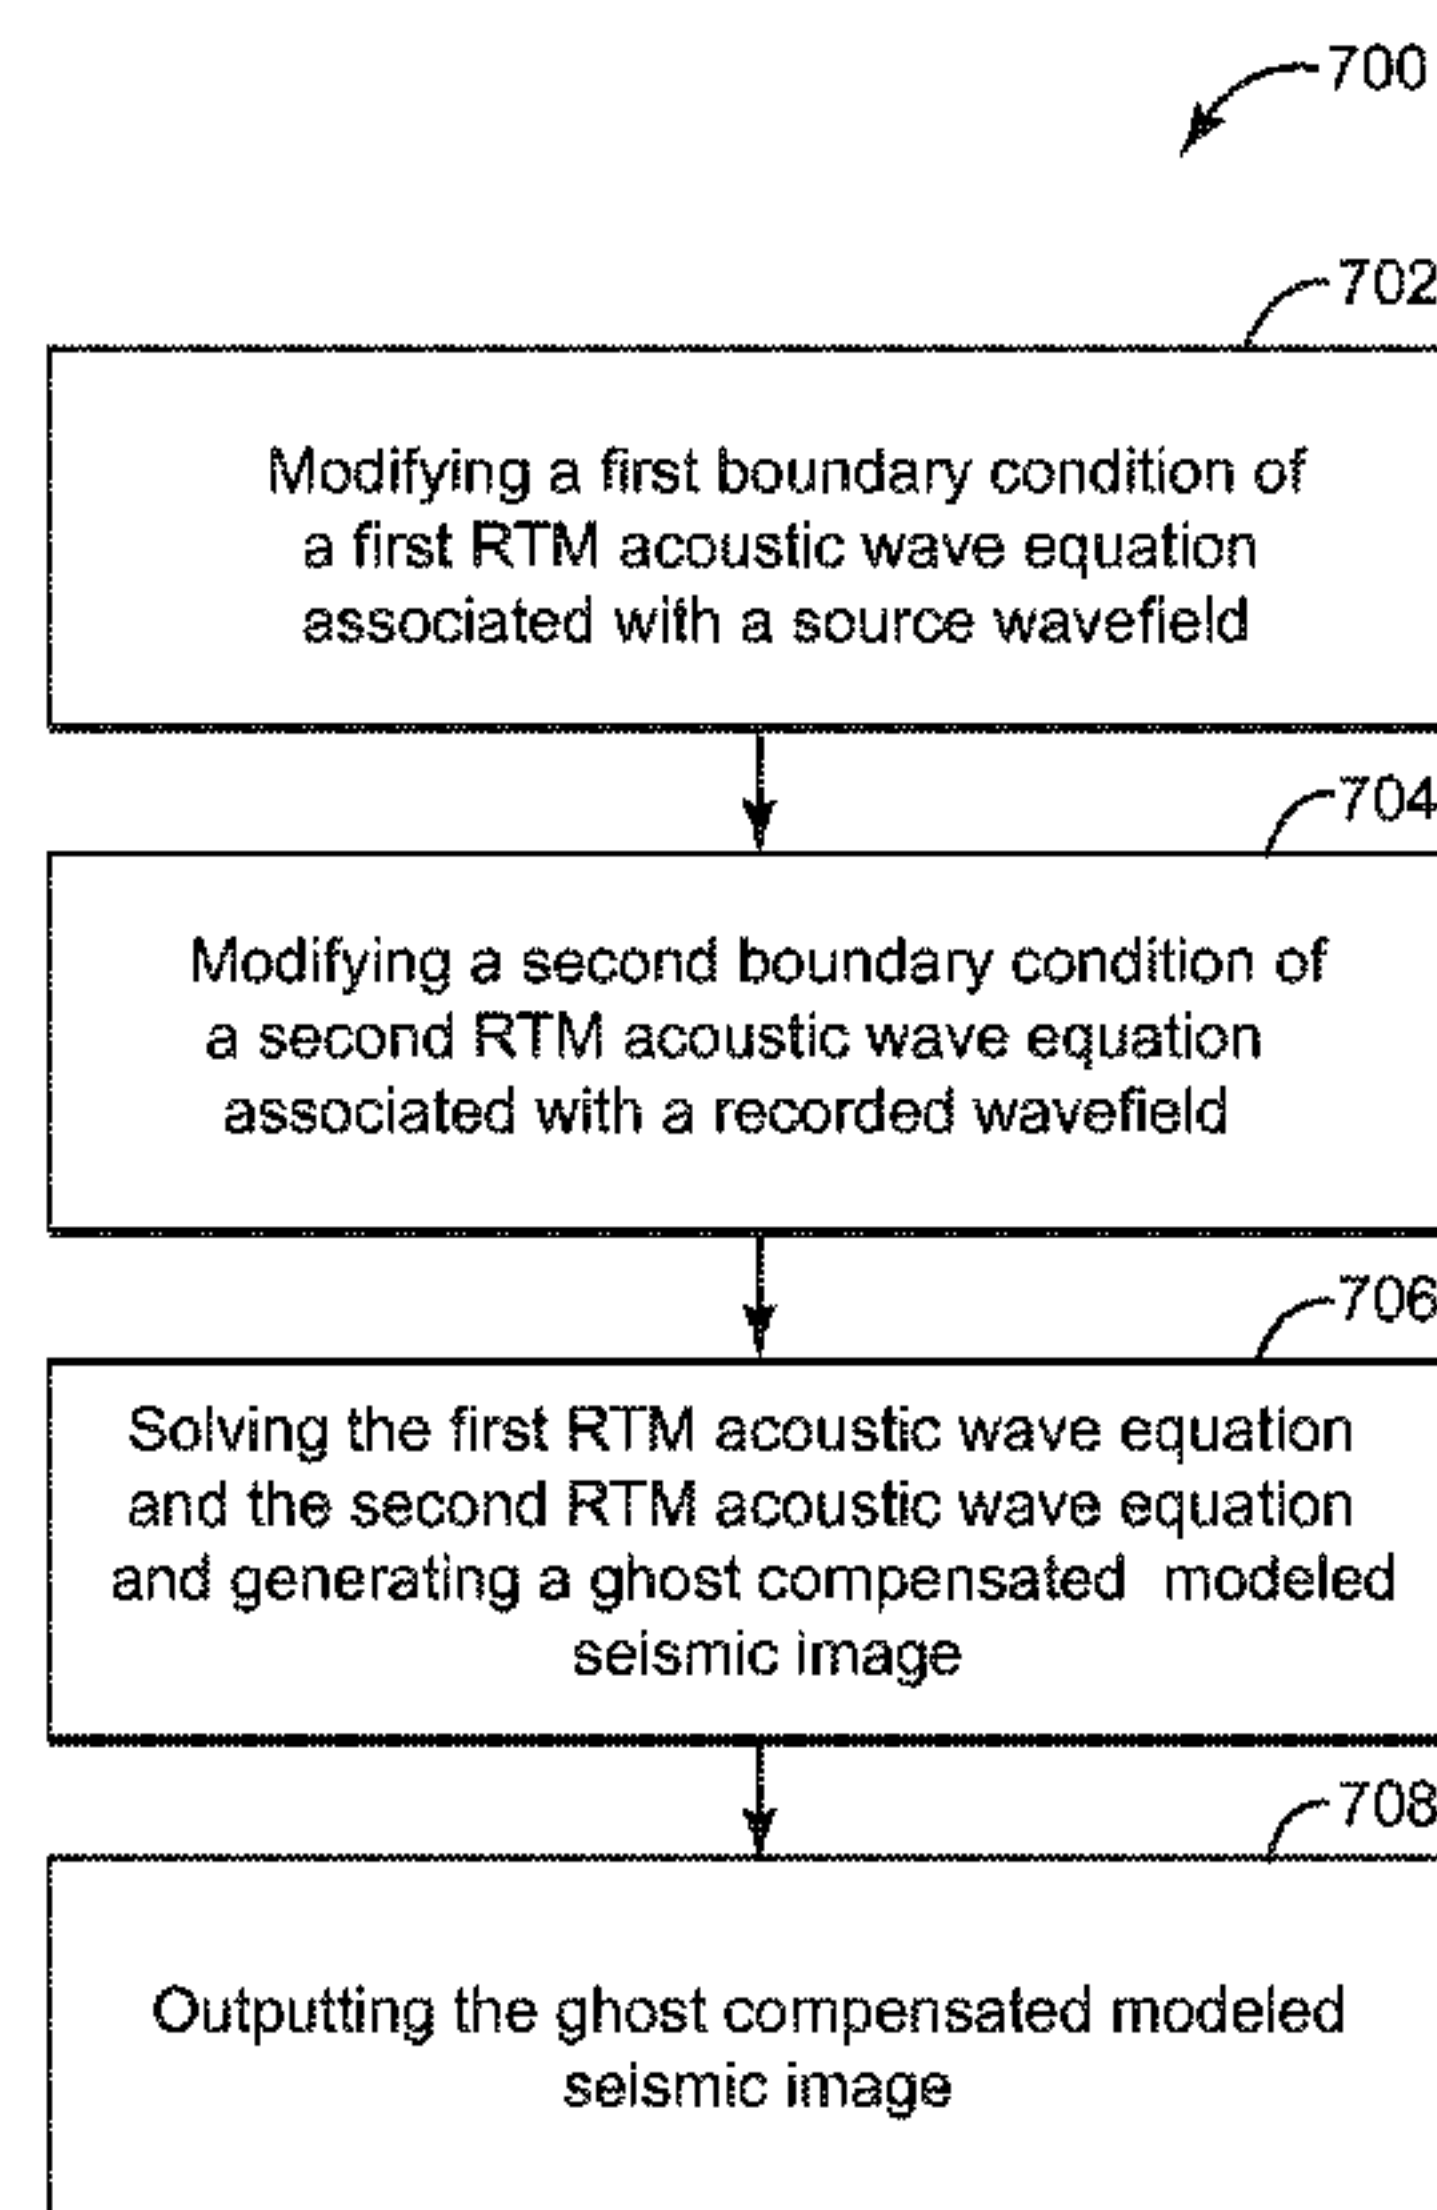 700
702
Modifying a first boundary condition of
a first RTM acoustic wave equation
associated with a source wavefield
704
Modifying a second boundary condition of
a second RTM acoustic wave equation
associated with a recorded wavefield
706
Solving the first RTM acoustic wave equation
and the second RTM acoustic wave equation
and generating a ghost compensated modeled
seismic image
708
Outputting the ghost compensated modeled
seismic image